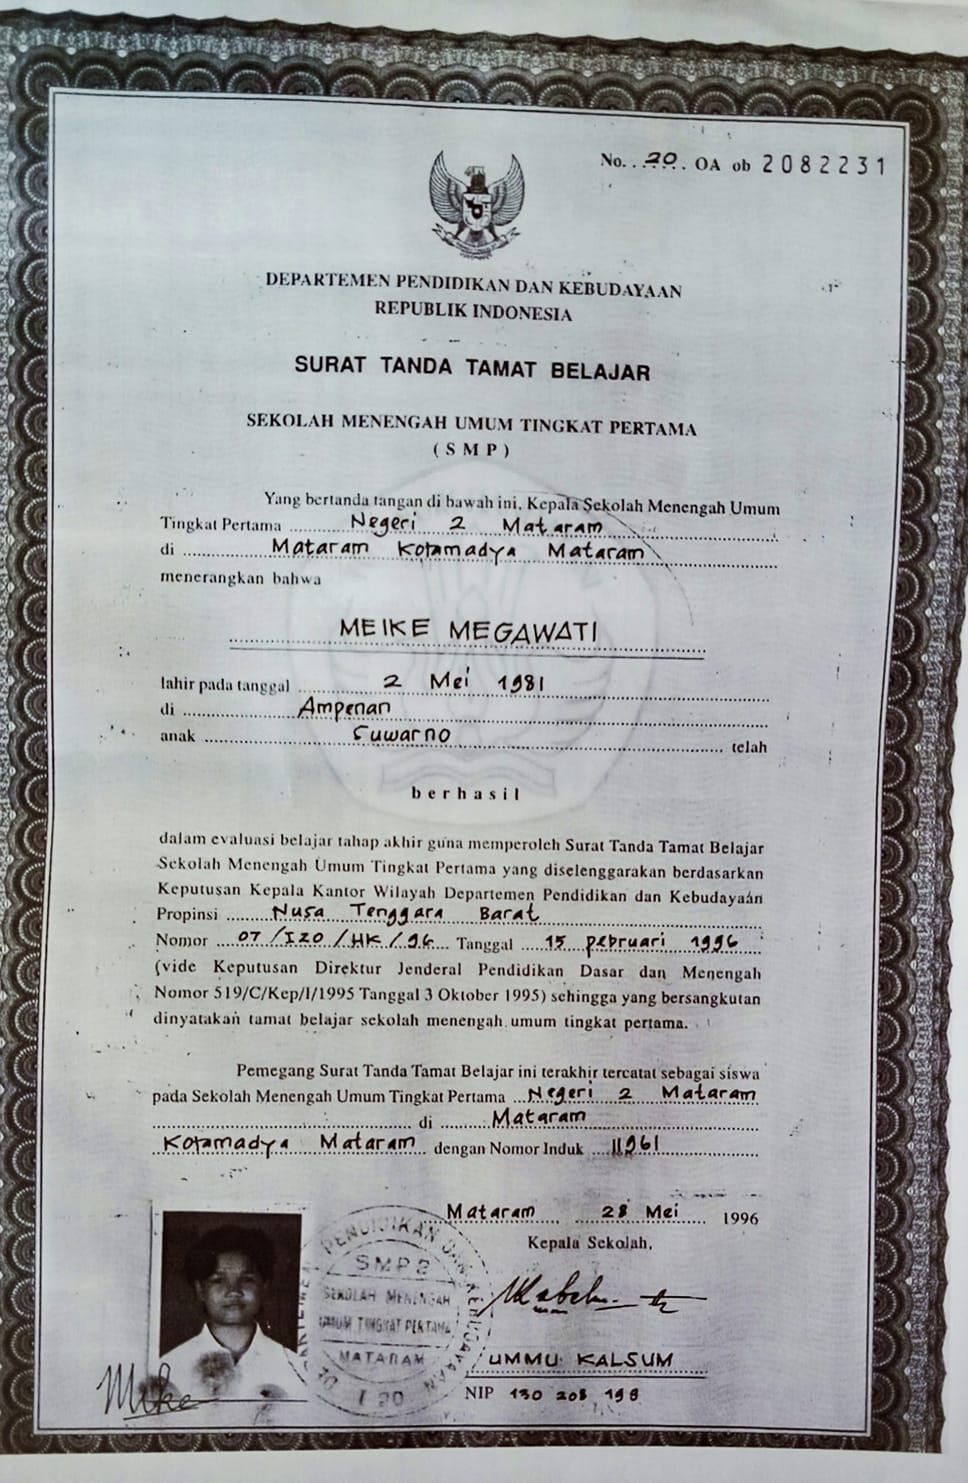 No. . .20. . . OA ob 2082231
DEPARTEMEN PENDIDIKAN DAN KEBUDAYAAN
REPUBLIK INDONESIA
SURAT TANDA TAMAT BELAJAR
SEKOLAH MENENGAH UMUM TINGKAT PERTAMA
( S M P )
Yang bertanda tangan di bawah ini, Kepala Sekolah Menengah Umum
Tingkat Pertama Negeri 2 Mataram
di Mataram Kotamadya Mataram
menerangkan bahwa
MEIKE MEGAWATI
lahir pada tanggal 2 Mei 1981
di Ampenan
anak Suwarno telah
berhasil
dalam evaluasi belajar tahap akhir guna memperoleh Surat Tanda Tamat Belajar
Sekolah Menengah Umum Tingkat Pertama yang diselenggarakan berdasarkan
Keputusan Kepala Kantor Wilayah Departemen Pendidikan dan Kebudayaan
Propinsi Nusa Tenggara Barat
Nomor 07/I20/HK/96 Tanggal 15 pebruari 1996
(vide Keputusan Direktur Jenderal Pendidikan Dasar dan Menengah
Nomor 519/C/Kep/I/1995 Tanggal 3 Oktober 1995) sehingga yang bersangkutan
dinyatakan tamat belajar sekolah menengah umum tingkat pertama.
Pemegang Surat Tanda Tamat Belajar ini terakhir tercatat sebagai siswa
pada Sekolah Menengah Umum Tingkat Pertama Negeri 2 Mataram
di Mataram
Kotamadya Mataram dengan Nomor Induk 11961
Mataram, 28 Mei 1996
Kepala Sekolah,
PENDIDIKAN DAN KEBUDAYAAN
SMP 2
SEKOLAH MENENGAH
UMUM TINGKAT PERTAMA
MATARAM
I 20
Meike
UMMU KALSUM
NIP 130 208 198